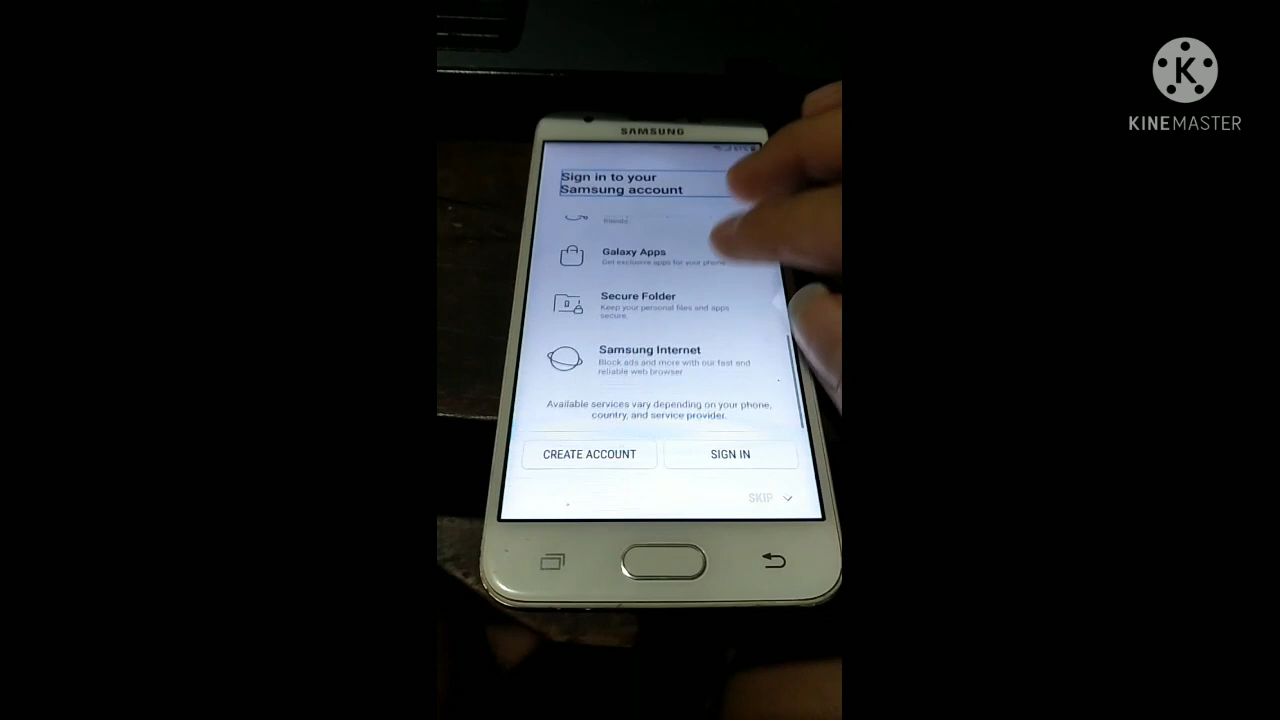 KINEMASTER
SAMSUNG
Sign in to your
Samsung account
friends
Galaxy Apps
Get exclusive apps for your phone
Secure Folder
Keep your personal files and apps
secure.
Samsung Internet
Block ads and more with our fast and
reliable web browser
Available services vary depending on your phone,
country, and service provider.
CREATE ACCOUNT
SIGN IN
SKIP